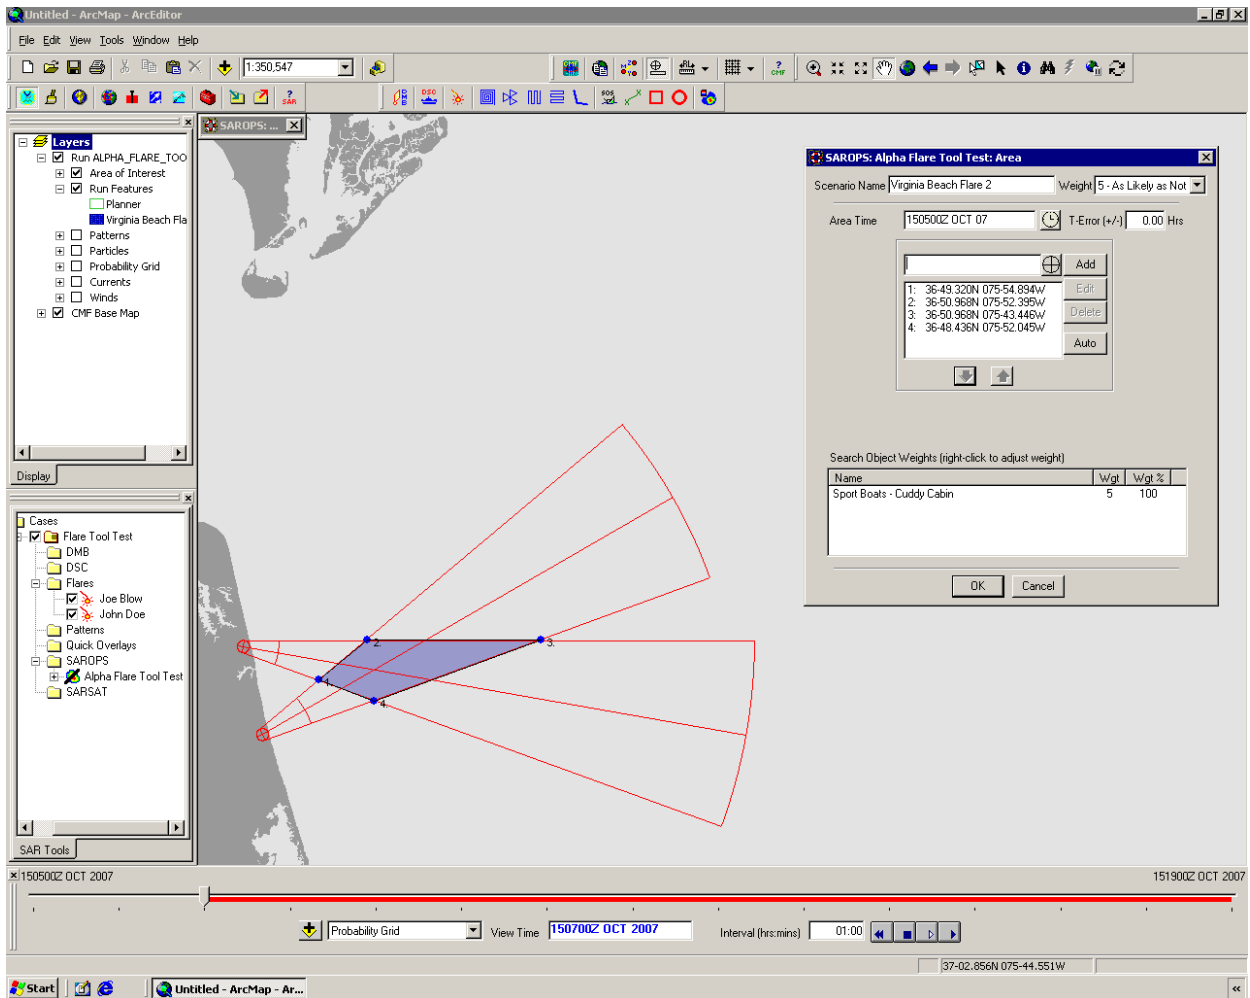 Untitled - ArcMap - ArcEditor
File Edit View Tools Window Help
1:350,547
CMF
SAR
DSC
SOS
SAROPS: ...
Layers
Run ALPHA_FLARE_TOO
Area of Interest
Run Features
Planner
Virginia Beach Fla
Patterns
Particles
Probability Grid
Currents
Winds
CMF Base Map
Display
Cases
Flare Tool Test
DMB
DSC
Flares
Joe Blow
John Doe
Patterns
Quick Overlays
SAROPS
Alpha Flare Tool Test
SARSAT
SAR Tools
2.
3.
4.
SAROPS: Alpha Flare Tool Test: Area
Scenario Name Virginia Beach Flare 2 Weight 5 - As Likely as Not
Area Time 150500Z OCT 07 T-Error (+/-) 0.00 Hrs
Add
1: 36-49.320N 075-54.894W
2: 36-50.968N 075-52.395W
3: 36-50.968N 075-43.446W
4: 36-48.436N 075-52.045W
Edit
Delete
Auto
Search Object Weights (right-click to adjust weight)
Name Wgt Wgt %
Sport Boats - Cuddy Cabin 5 100
OK Cancel
150500Z OCT 2007 151900Z OCT 2007
Probability Grid View Time 150700Z OCT 2007 Interval (hrs:mins) 01:00
37-02.856N 075-44.551W
Start Untitled - ArcMap - Ar...